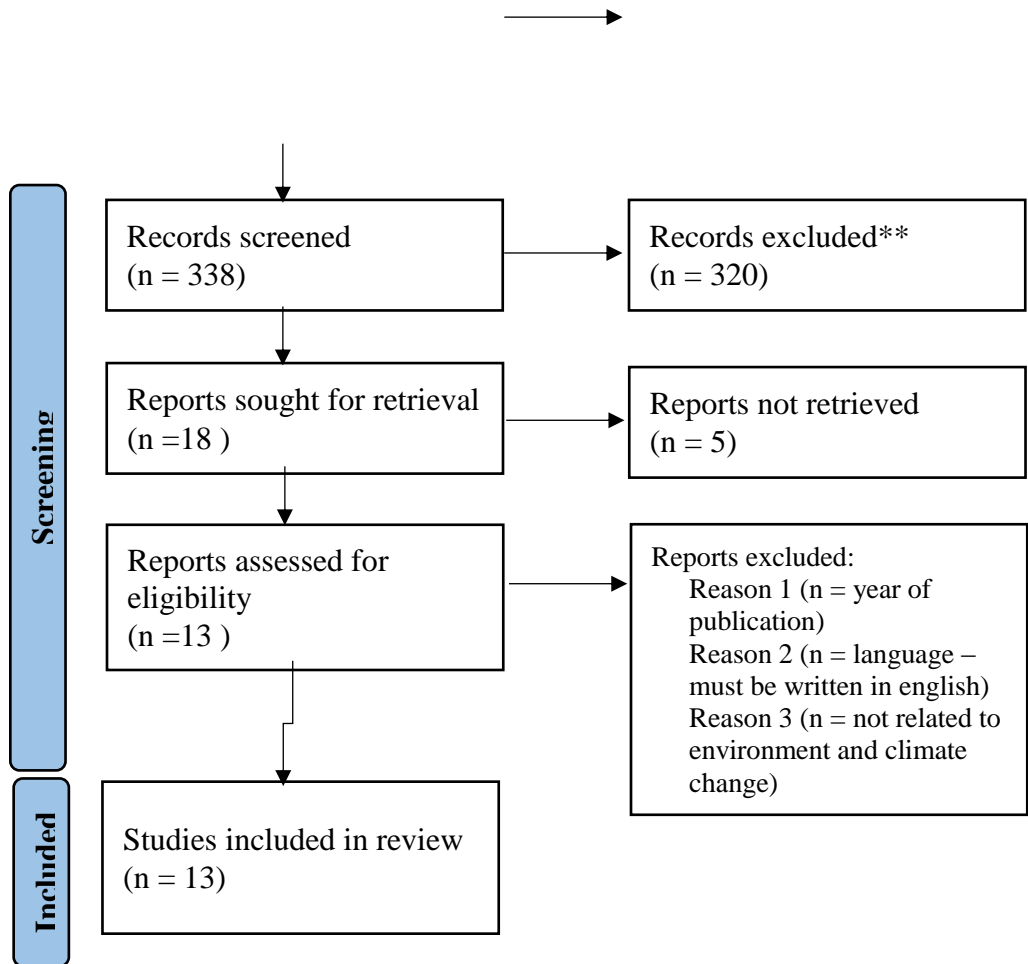 Screening
Records screened
(n = 338)
Records excluded**
(n = 320)
Reports sought for retrieval
(n =18 )
Reports not retrieved
(n = 5)
Reports assessed for
eligibility
(n =13 )
Reports excluded:
Reason 1 (n = year of
publication)
Reason 2 (n = language –
must be written in english)
Reason 3 (n = not related to
environment and climate
change)
Included
Studies included in review
(n = 13)